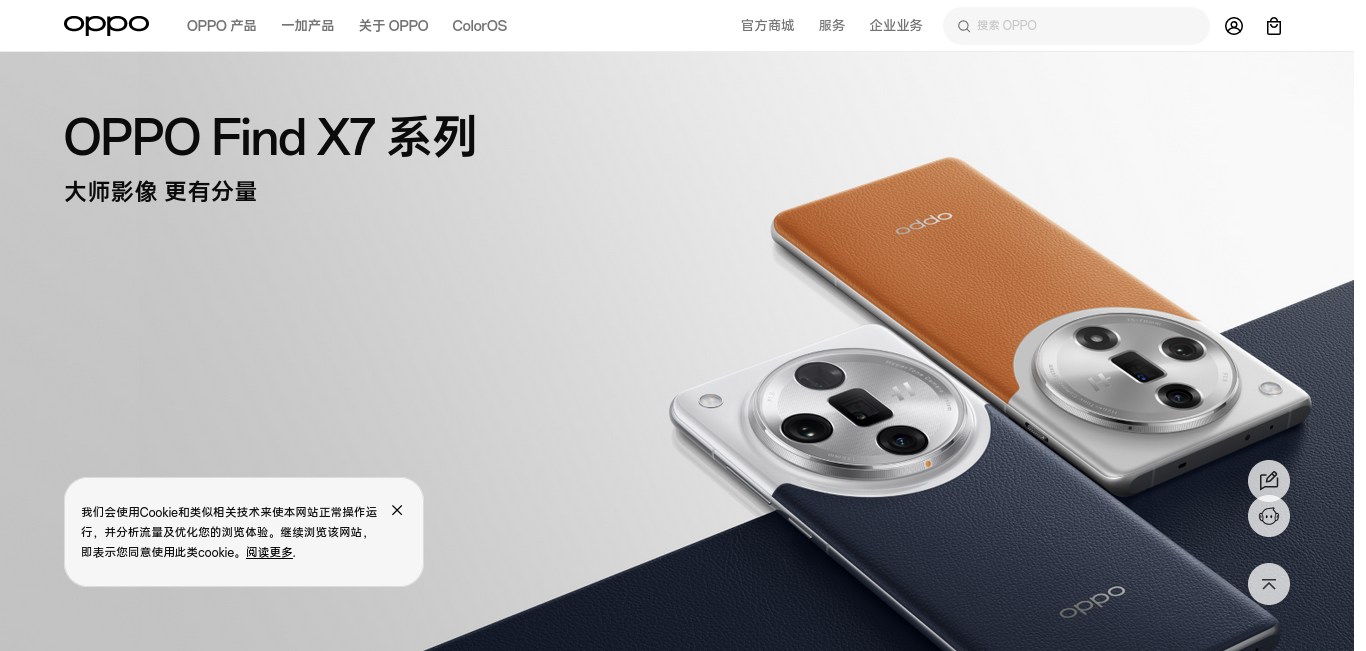 oppo
OPPO 产品 一加产品 关于 OPPO ColorOS 官方商城 服务 企业业务 搜索 OPPO
OPPO Find X7 系列
大师影像 更有分量
oppo
我们会使用Cookie和类似相关技术来使本网站正常操作运
行，并分析流量及优化您的浏览体验。继续浏览该网站，
即表示您同意使用此类cookie。阅读更多.
oppo